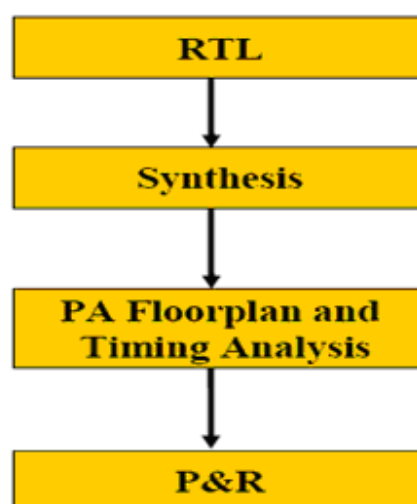 RTL
Synthesis
PA Floorplan and
Timing Analysis
P&R